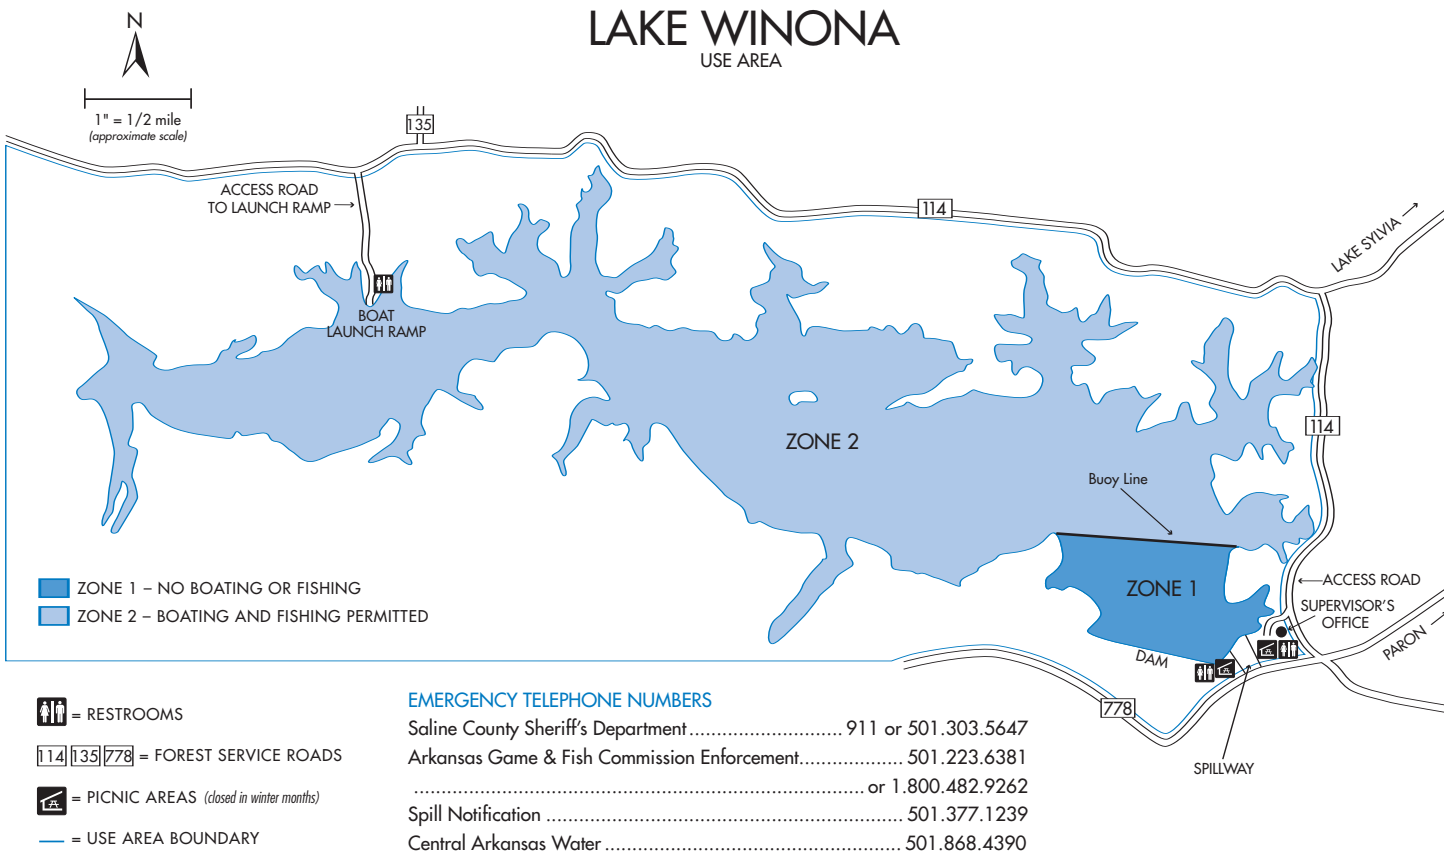 LAKE WINONA
USE AREA
N
1" = 1/2 mile
(approximate scale)
135
ACCESS ROAD
TO LAUNCH RAMP
114
LAKE SYLVIA
BOAT
LAUNCH RAMP
114
ZONE 2
Buoy Line
ZONE 1
ACCESS ROAD
SUPERVISOR'S
OFFICE
PARON
DAM
778
SPILLWAY
ZONE 1 – NO BOATING OR FISHING
ZONE 2 – BOATING AND FISHING PERMITTED
= RESTROOMS
114 135 778 = FOREST SERVICE ROADS
= PICNIC AREAS (closed in winter months)
= USE AREA BOUNDARY
EMERGENCY TELEPHONE NUMBERS
Saline County Sheriff's Department............................ 911 or 501.303.5647
Arkansas Game & Fish Commission Enforcement................... 501.223.6381
.................................................................................. or 1.800.482.9262
Spill Notification ................................................................. 501.377.1239
Central Arkansas Water ...................................................... 501.868.4390